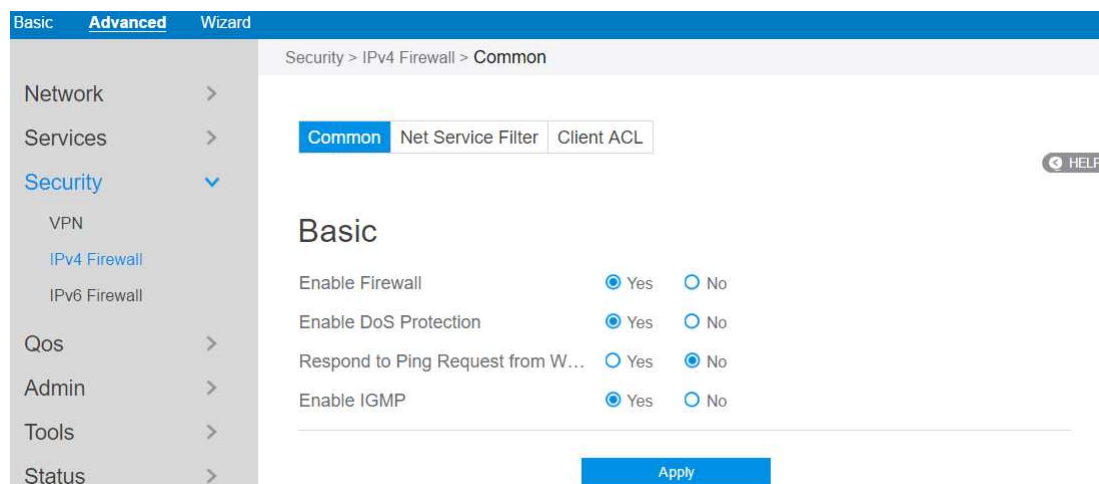 Basic Advanced Wizard
Security > IPv4 Firewall > Common
Network
Services
Security
VPN
IPv4 Firewall
IPv6 Firewall
Qos
Admin
Tools
Status
Common Net Service Filter Client ACL
HELP
Basic
Enable Firewall Yes No
Enable DoS Protection Yes No
Respond to Ping Request from W... Yes No
Enable IGMP Yes No
Apply